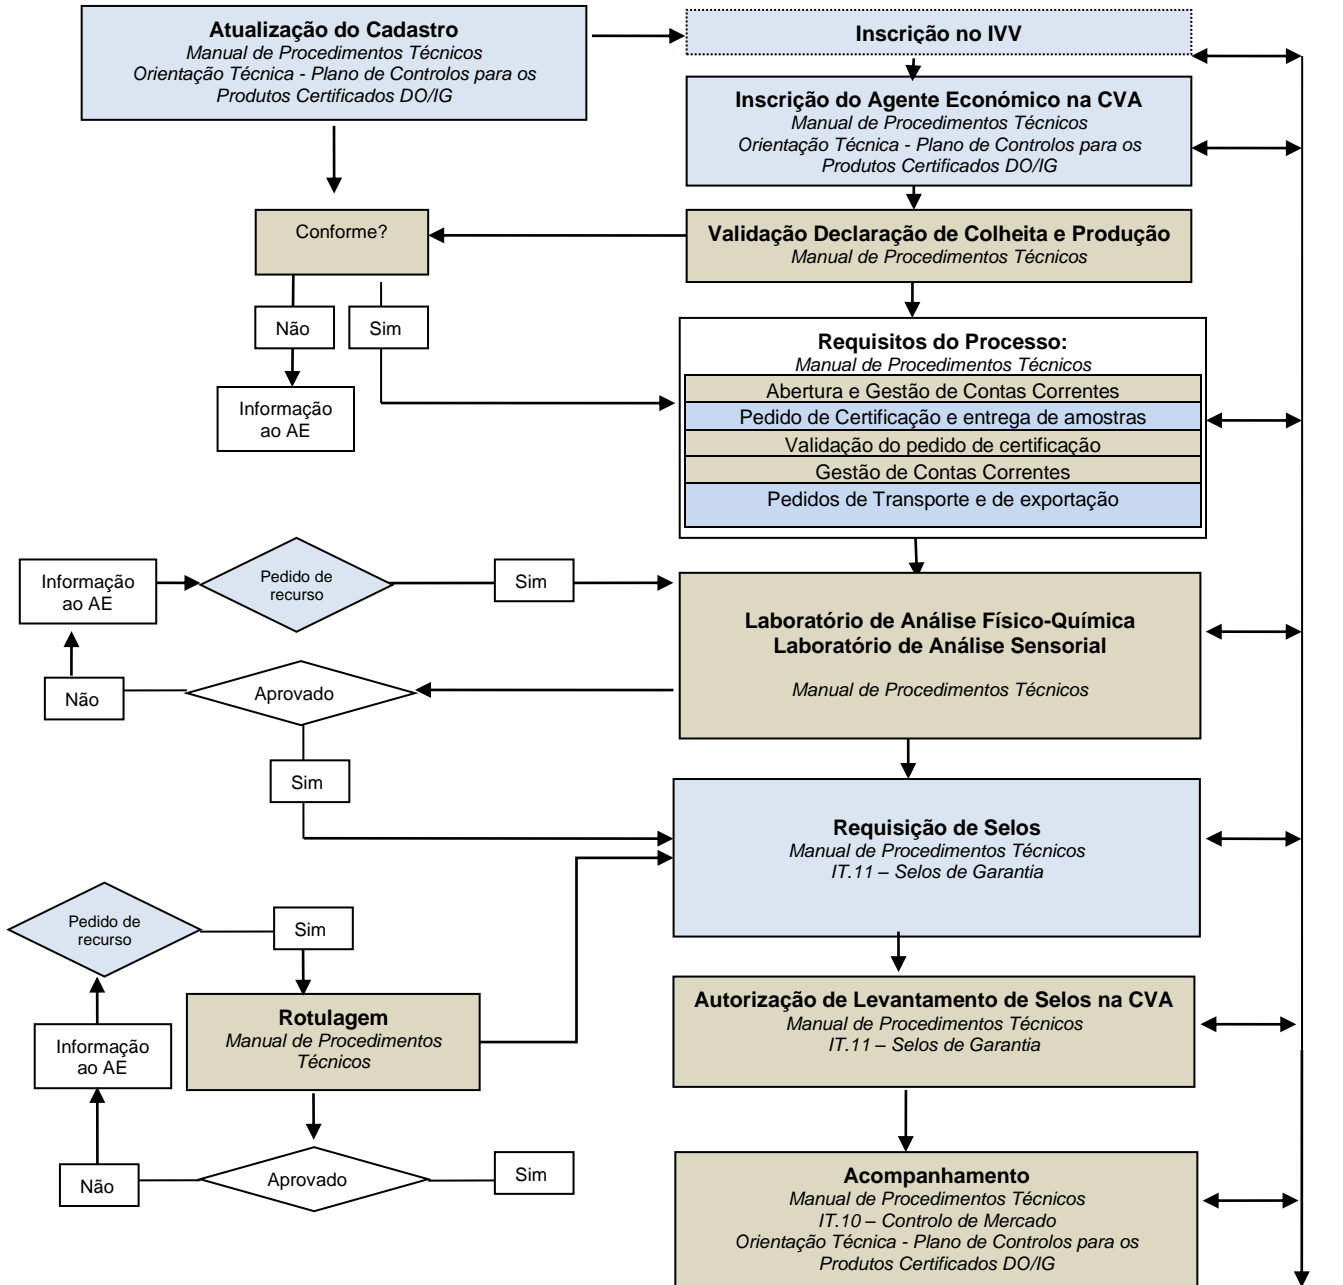 Atualização do Cadastro
Manual de Procedimentos Técnicos
Orientação Técnica - Plano de Controlos para os
Produtos Certificados DO/IG
Inscrição no IVV
Inscrição do Agente Económico na CVA
Manual de Procedimentos Técnicos
Orientação Técnica - Plano de Controlos para os
Produtos Certificados DO/IG
Conforme?
Validação Declaração de Colheita e Produção
Manual de Procedimentos Técnicos
Não
Sim
Informação
ao AE
Requisitos do Processo:
Manual de Procedimentos Técnicos
Abertura e Gestão de Contas Correntes
Pedido de Certificação e entrega de amostras
Validação do pedido de certificação
Gestão de Contas Correntes
Pedidos de Transporte e de exportação
Informação
ao AE
Pedido de
recurso
Sim
Laboratório de Análise Físico-Química
Laboratório de Análise Sensorial
Manual de Procedimentos Técnicos
Não
Aprovado
Sim
Requisição de Selos
Manual de Procedimentos Técnicos
IT.11 – Selos de Garantia
Pedido de
recurso
Sim
Informação
ao AE
Rotulagem
Manual de Procedimentos
Técnicos
Autorização de Levantamento de Selos na CVA
Manual de Procedimentos Técnicos
IT.11 – Selos de Garantia
Não
Aprovado
Sim
Acompanhamento
Manual de Procedimentos Técnicos
IT.10 – Controlo de Mercado
Orientação Técnica - Plano de Controlos para os
Produtos Certificados DO/IG